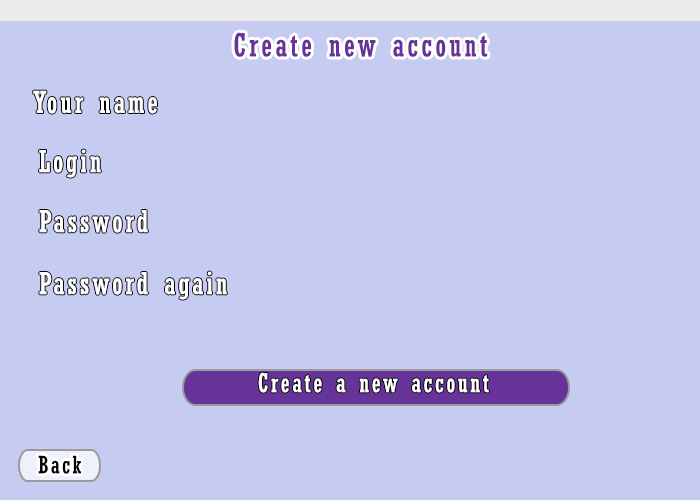 Create new account
Your name
Login
Password
Password again
Create a new account
Back